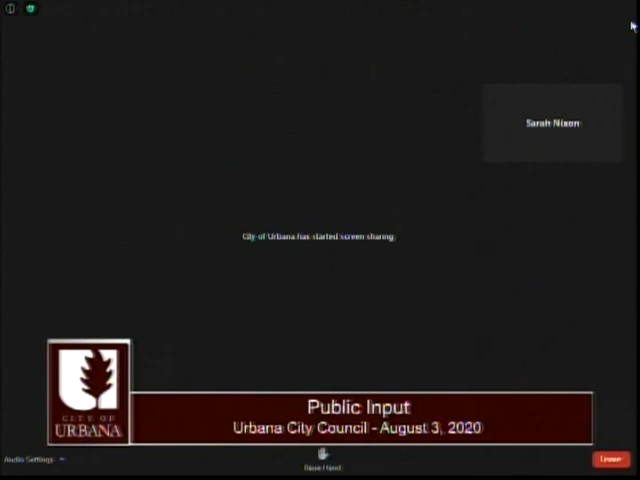 Sarah Nixon
City of Urbana has started screen sharing
CITY OF
URBANA
Public Input
Urbana City Council - August 3, 2020
Audio Settings
Raise Hand
Leave